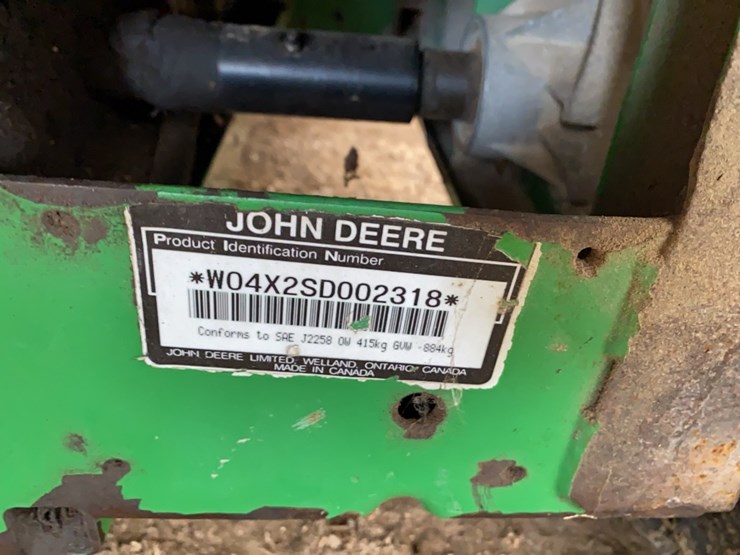 JOHN DEERE
Product Identification Number
*W04X2SD002318*
Conforms to SAE J2258 OW 415kg GVW -884kg
JOHN DEERE LIMITED, WELLAND, ONTARIO CANADA
MADE IN CANADA